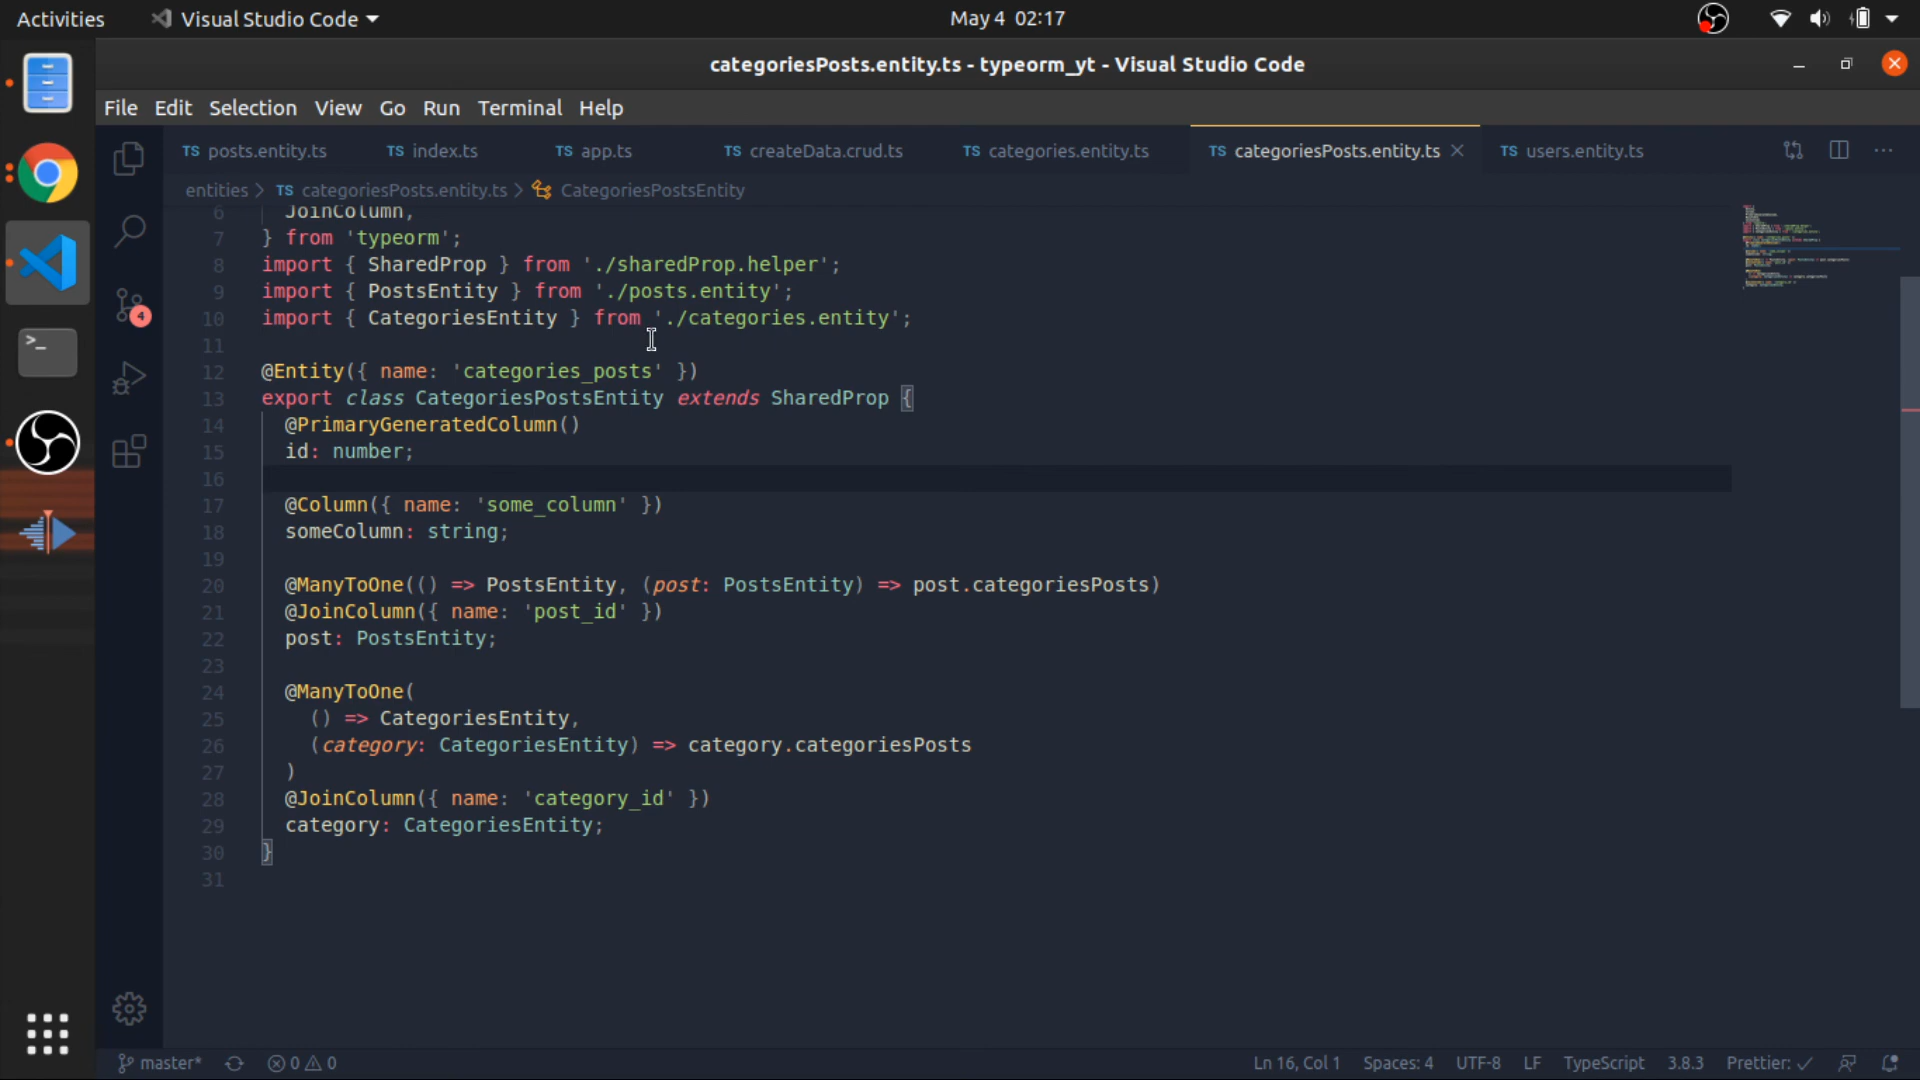 Activities
Visual Studio Code
May 4 02:17
categoriesPosts.entity.ts - typeorm_yt - Visual Studio Code
File Edit Selection View Go Run Terminal Help
TS posts.entity.ts TS index.ts TS app.ts TS createData.crud.ts TS categories.entity.ts TS categoriesPosts.entity.ts TS users.entity.ts
entities > TS categoriesPosts.entity.ts > CategoriesPostsEntity
6 JoinColumn,
7 } from 'typeorm';
8 import { SharedProp } from './sharedProp.helper';
9 import { PostsEntity } from './posts.entity';
10 import { CategoriesEntity } from './categories.entity';
11
12 @Entity({ name: 'categories_posts' })
13 export class CategoriesPostsEntity extends SharedProp {
14 @PrimaryGeneratedColumn()
15 id: number;
16
17 @Column({ name: 'some_column' })
18 someColumn: string;
19
20 @ManyToOne(() => PostsEntity, (post: PostsEntity) => post.categoriesPosts)
21 @JoinColumn({ name: 'post_id' })
22 post: PostsEntity;
23
24 @ManyToOne(
25 () => CategoriesEntity,
26 (category: CategoriesEntity) => category.categoriesPosts
27 )
28 @JoinColumn({ name: 'category_id' })
29 category: CategoriesEntity;
30 }
31
4
master* 0 0 Ln 16, Col 1 Spaces: 4 UTF-8 LF TypeScript 3.8.3 Prettier: ✓